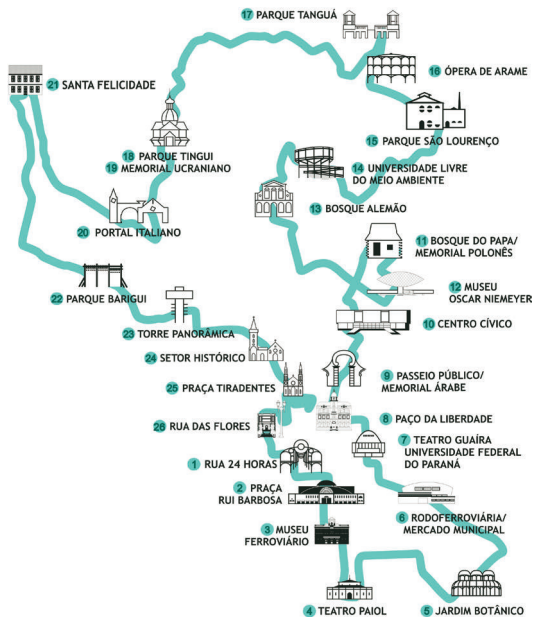 17 PARQUE TANGUÁ
16 ÓPERA DE ARAME
21 SANTA FELICIDADE
15 PARQUE SÃO LOURENÇO
18 PARQUE TINGUI
19 MEMORIAL UCRANIANO
14 UNIVERSIDADE LIVRE
DO MEIO AMBIENTE
13 BOSQUE ALEMÃO
20 PORTAL ITALIANO
11 BOSQUE DO PAPA/
MEMORIAL POLONÊS
12 MUSEU
OSCAR NIEMEYER
22 PARQUE BARIGUI
10 CENTRO CÍVICO
23 TORRE PANORÂMICA
24 SETOR HISTÓRICO
9 PASSEIO PÚBLICO/
MEMORIAL ÁRABE
25 PRAÇA TIRADENTES
8 PAÇO DA LIBERDADE
26 RUA DAS FLORES
7 TEATRO GUAÍRA
UNIVERSIDADE FEDERAL
DO PARANÁ
1 RUA 24 HORAS
2 PRAÇA
RUI BARBOSA
6 RODOFERROVIÁRIA/
MERCADO MUNICIPAL
3 MUSEU
FERROVIÁRIO
4 TEATRO PAIOL
5 JARDIM BOTÂNICO